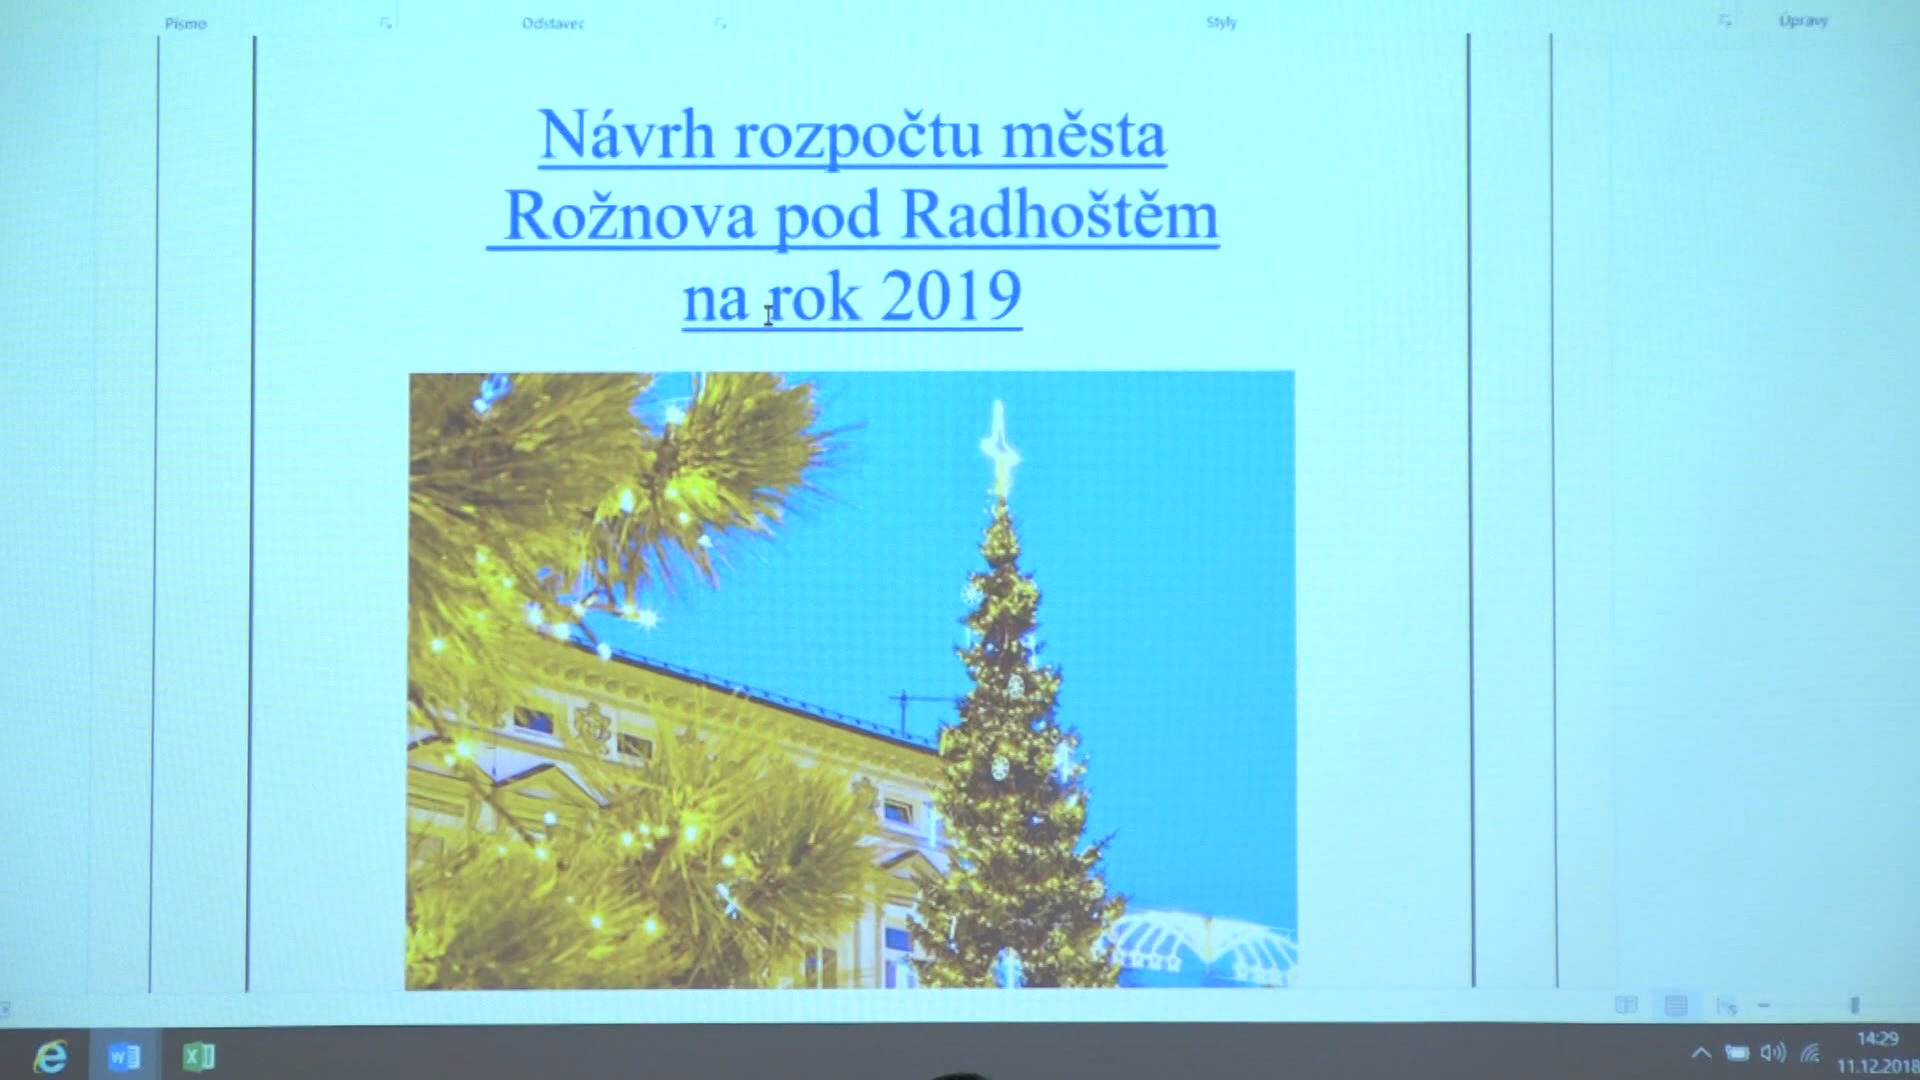 Písmo
Odstavec
Styly
Úpravy
Návrh rozpočtu města
Rožnova pod Radhoštěm
na rok 2019
14:29
11.12.2018